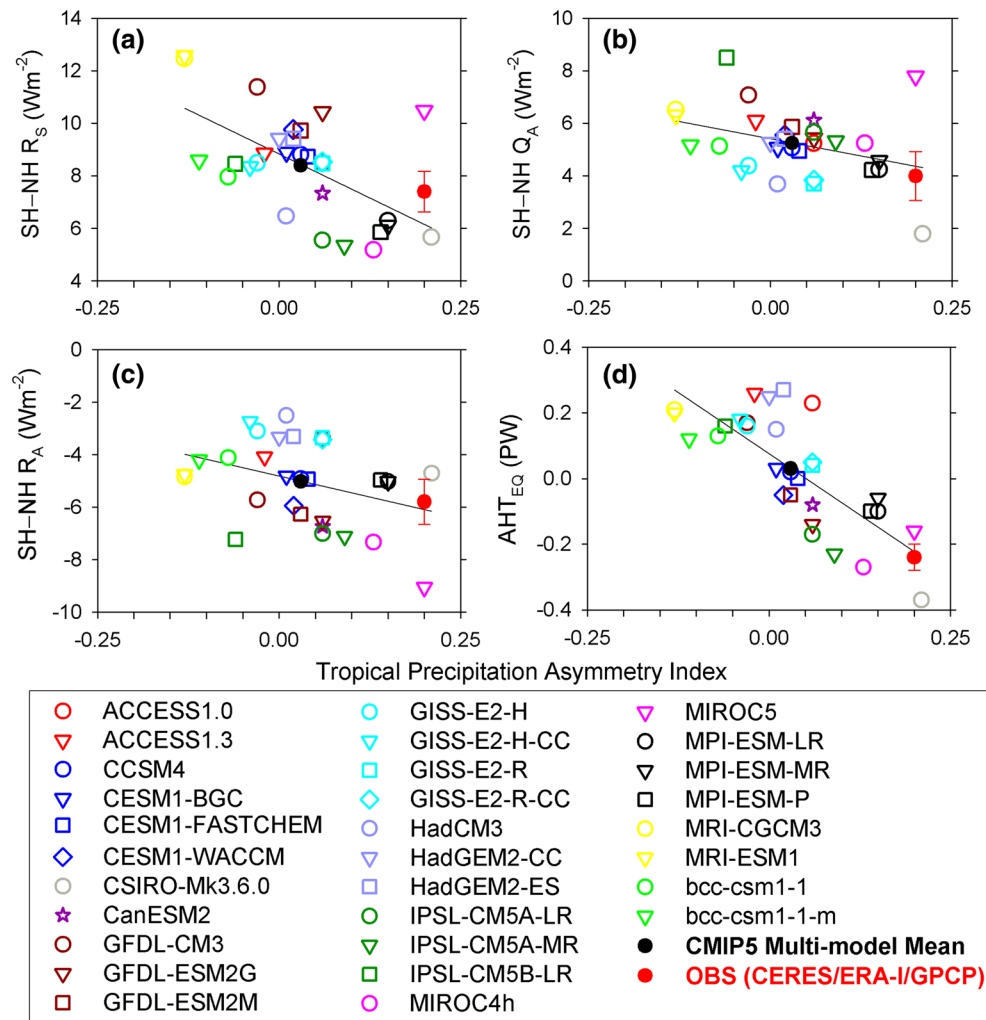 (a)
SH−NH R_S (Wm⁻²)
14
12
10
8
6
4
-0.25
0.00
0.25
(b)
SH−NH Q_A (Wm⁻²)
10
8
6
4
2
0
-0.25
0.00
0.25
(c)
SH−NH R_A (Wm⁻²)
0
-2
-4
-6
-8
-10
-0.25
0.00
0.25
(d)
AHT_EQ (PW)
0.4
0.2
0.0
-0.2
-0.4
-0.25
0.00
0.25
Tropical Precipitation Asymmetry Index
ACCESS1.0
ACCESS1.3
CCSM4
CESM1-BGC
CESM1-FASTCHEM
CESM1-WACCM
CSIRO-Mk3.6.0
CanESM2
GFDL-CM3
GFDL-ESM2G
GFDL-ESM2M
GISS-E2-H
GISS-E2-H-CC
GISS-E2-R
GISS-E2-R-CC
HadCM3
HadGEM2-CC
HadGEM2-ES
IPSL-CM5A-LR
IPSL-CM5A-MR
IPSL-CM5B-LR
MIROC4h
MIROC5
MPI-ESM-LR
MPI-ESM-MR
MPI-ESM-P
MRI-CGCM3
MRI-ESM1
bcc-csm1-1
bcc-csm1-1-m
CMIP5 Multi-model Mean
OBS (CERES/ERA-I/GPCP)